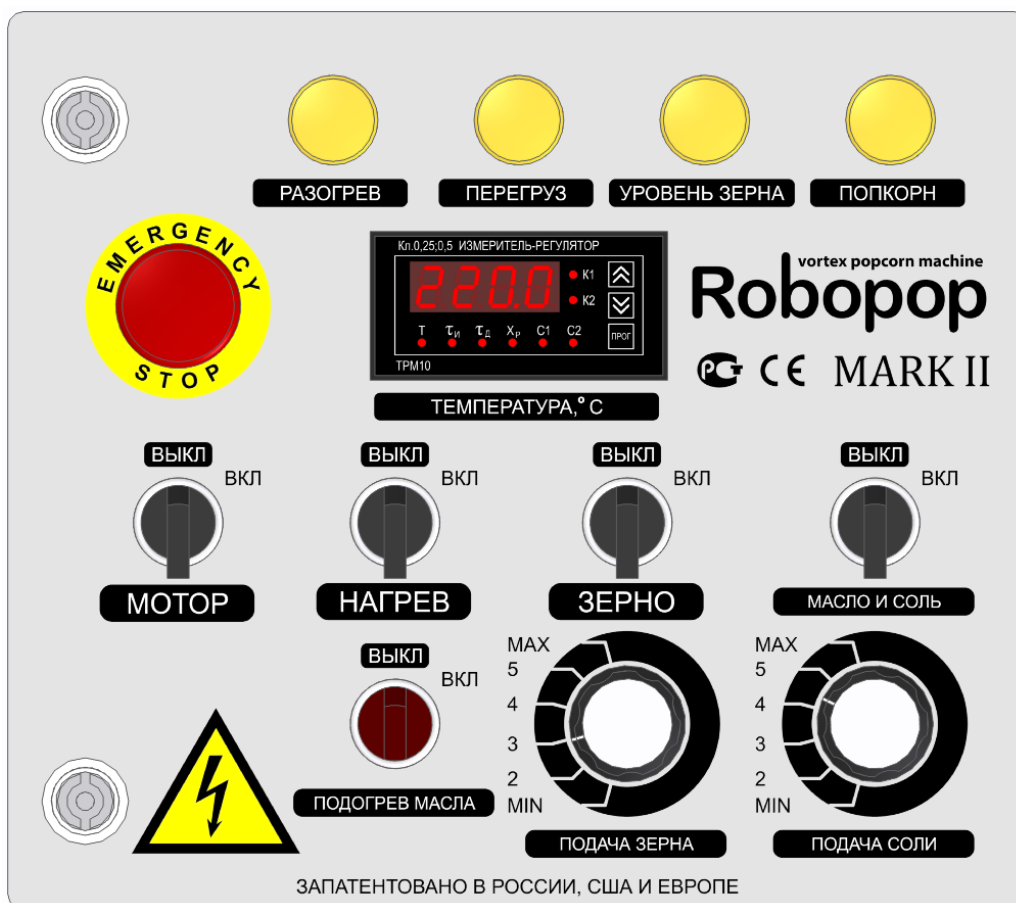 РАЗОГРЕВ
ПЕРЕГРУЗ
УРОВЕНЬ ЗЕРНА
ПОПКОРН
EMERGENCY
STOP
Кл.0,25;0,5 ИЗМЕРИТЕЛЬ-РЕГУЛЯТОР
220.0
К1
К2
T τи τд Xр C1 C2
ПРОГ
ТРМ10
ТЕМПЕРАТУРА,°С
vortex popcorn machine
Robopop
РСТ CE MARK II
ВЫКЛ
ВКЛ
МОТОР
ВЫКЛ
ВКЛ
НАГРЕВ
ВЫКЛ
ВКЛ
ЗЕРНО
ВЫКЛ
ВКЛ
МАСЛО И СОЛЬ
ВЫКЛ
ВКЛ
ПОДОГРЕВ МАСЛА
MAX
5
4
3
2
MIN
ПОДАЧА ЗЕРНА
MAX
5
4
3
2
MIN
ПОДАЧА СОЛИ
ЗАПАТЕНТОВАНО В РОССИИ, США И ЕВРОПЕ